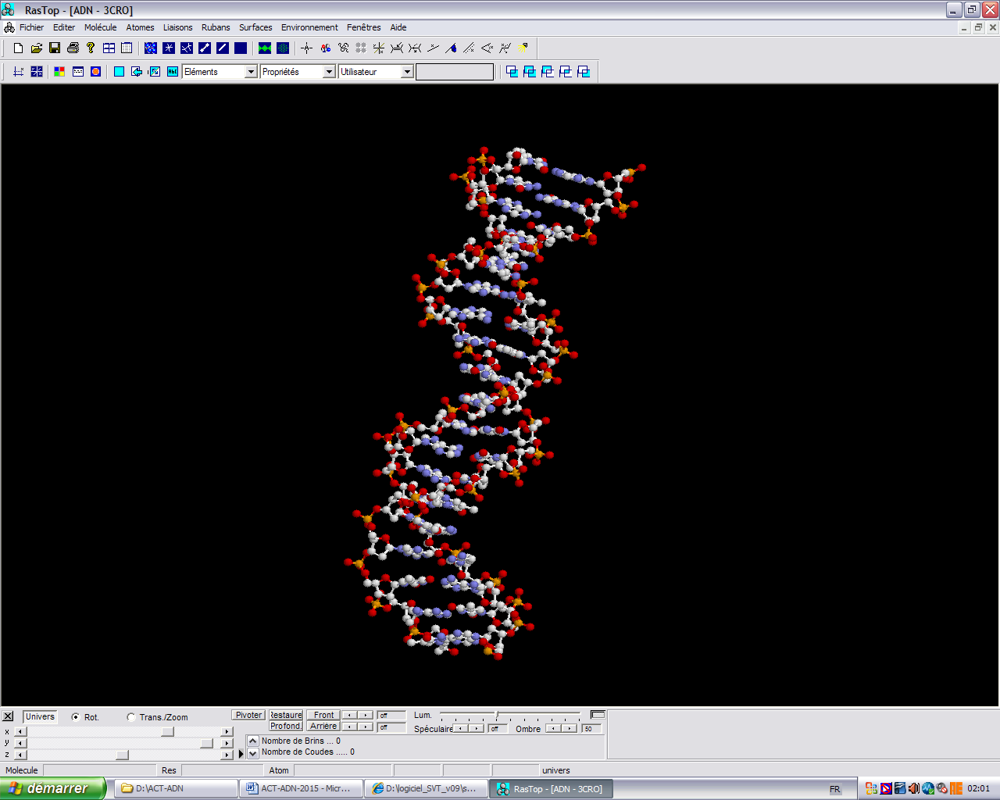 RasTop - [ADN - 3CRO]
Fichier Editer Molécule Atomes Liaisons Rubans Surfaces Environnement Fenêtres Aide
Eléments Propriétés Utilisateur
Univers Rot. Trans./Zoom Pivoter Restaure Front off Lum.
Profond. Arrière off Spéculaire off Ombre 50
x
y
z
Nombre de Brins ... 0
Nombre de Coudes ..... 0
Molecule Res Atom univers
démarrer D:\ACT-ADN ACT-ADN-2015 - Micr... D:\logiciel_SVT_v09\s... RasTop - [ADN - 3CRO] FR 02:01